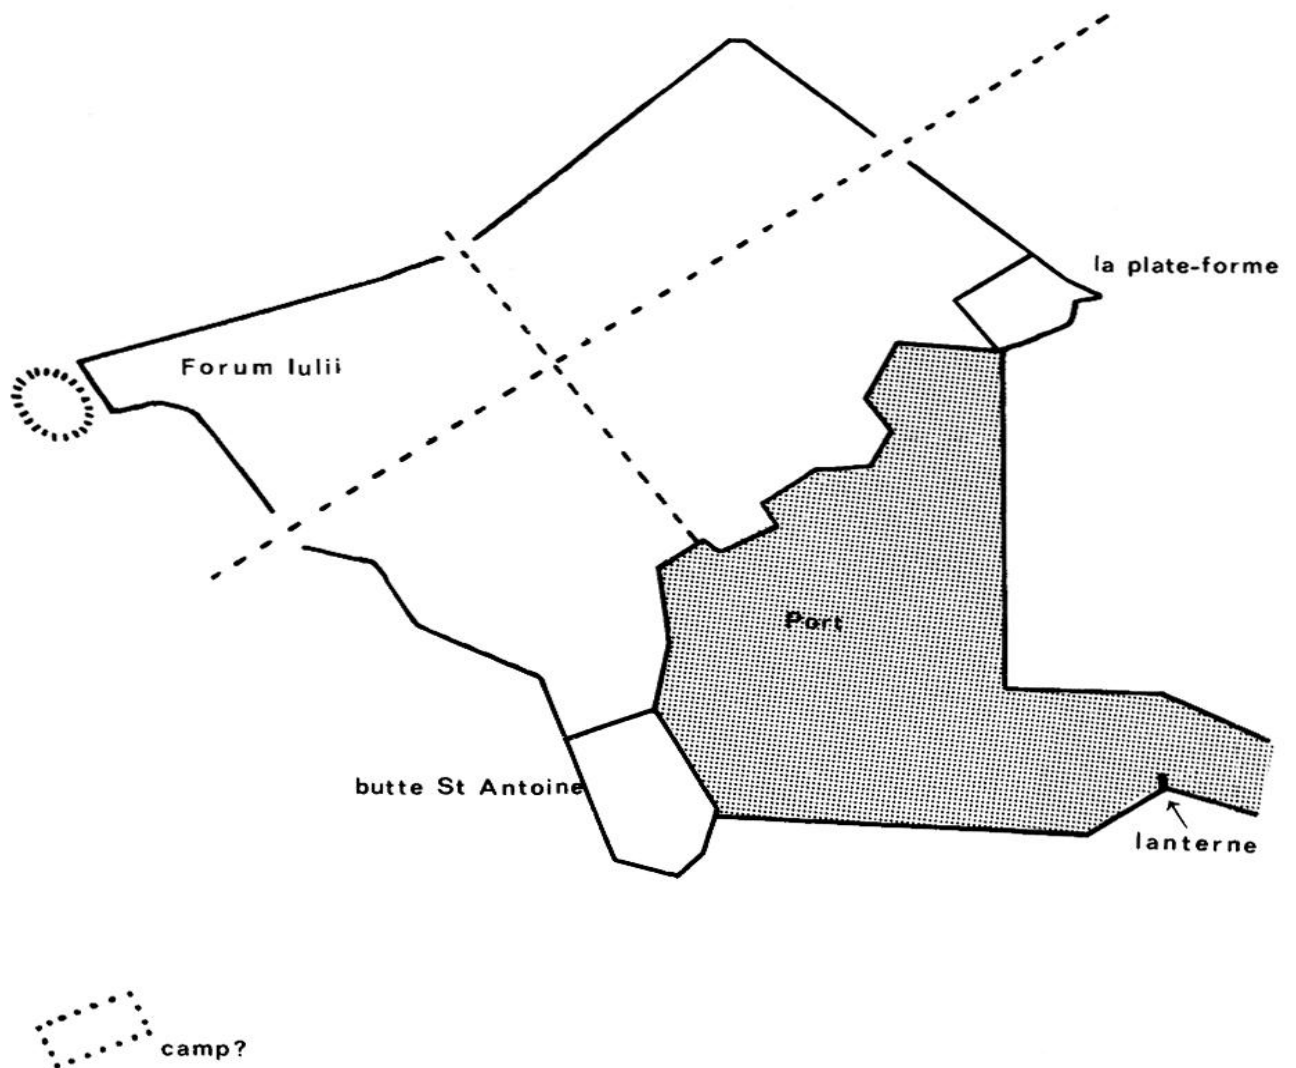 la plate-forme
Forum Iulii
Port
butte St Antoine
lanterne
camp?